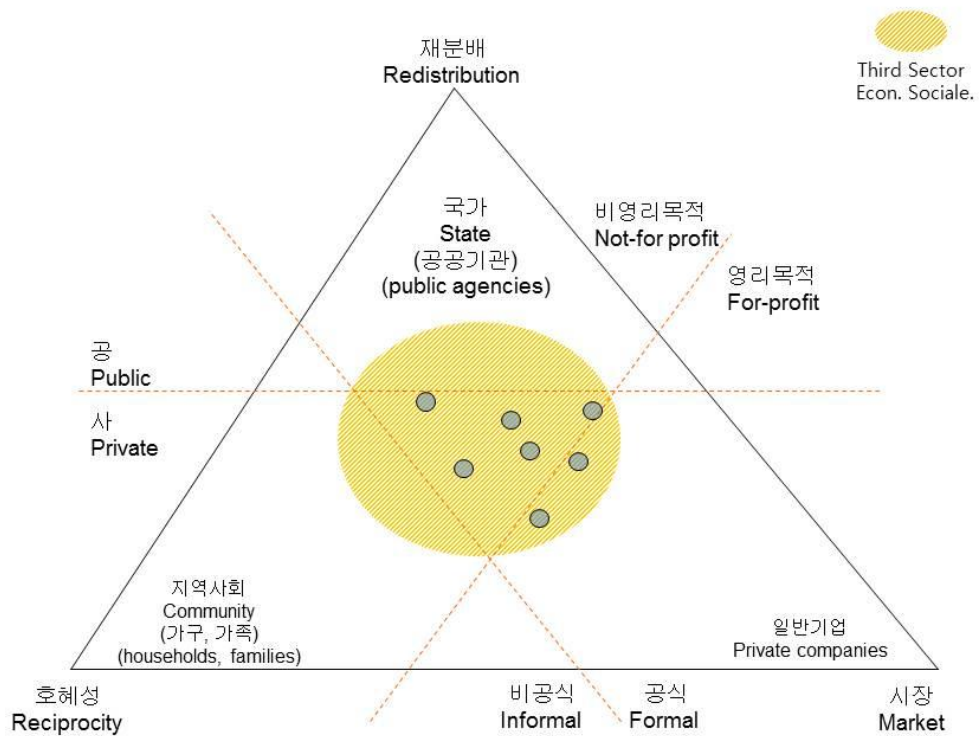 재분배
Redistribution
Third Sector
Econ. Sociale.
국가
State
(공공기관)
(public agencies)
비영리목적
Not-for profit
영리목적
For-profit
공
Public
사
Private
지역사회
Community
(가구, 가족)
(households, families)
일반기업
Private companies
호혜성
Reciprocity
비공식
Informal
공식
Formal
시장
Market